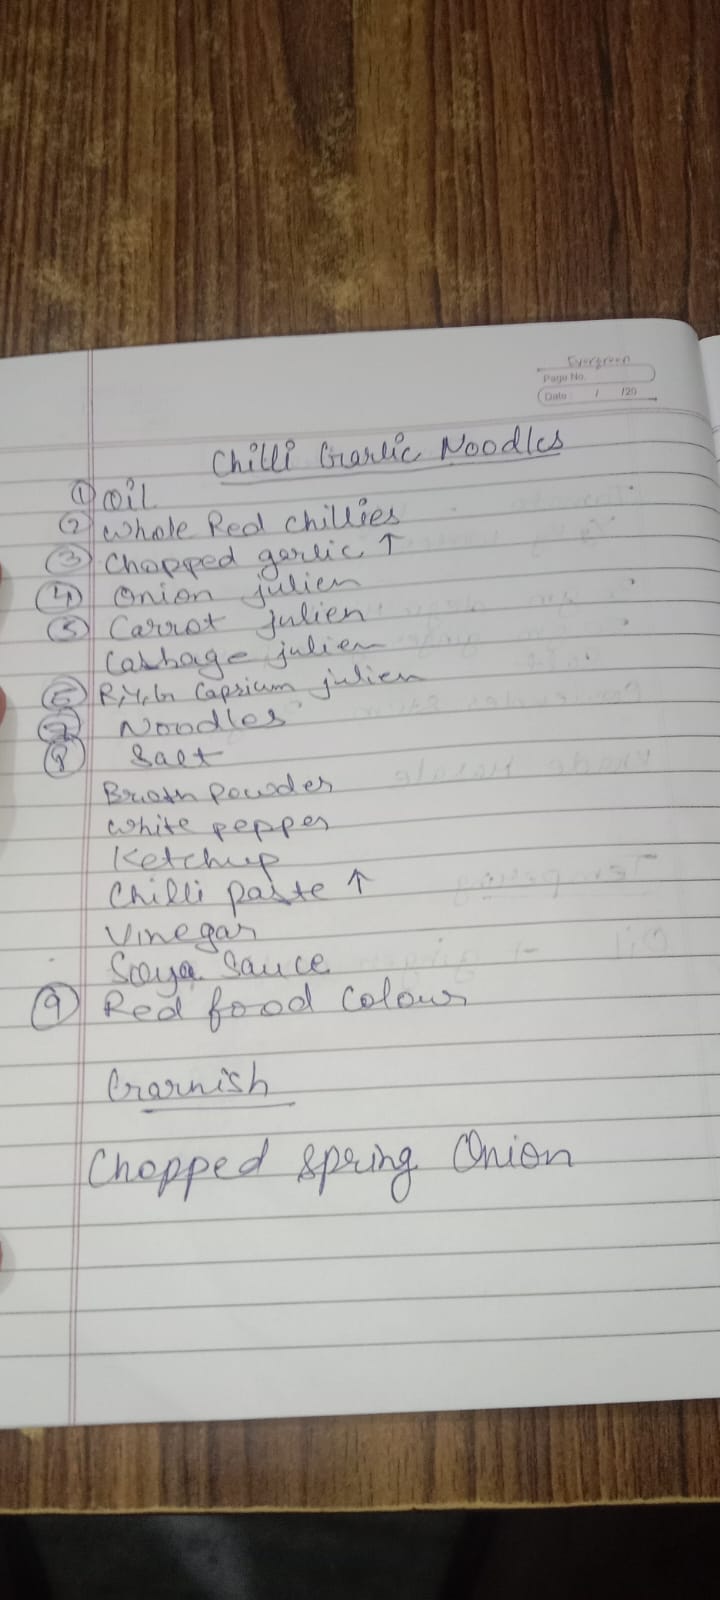 Evergreen
Page No.
Date / /20
Chilli Garlic Noodles
① Oil
② Whole Red Chillies
③ Chopped garlic ↑
④ Onion julien
⑤ Carrot julien
Cabbage julien
⑥ Capsium julien
⑦ Noodles
⑧ Salt
Broth powder
White pepper
Ketchup
Chilli paste ↑
Vinegar
Soya Sauce
⑨ Red food Colour
Garnish
Chopped Spring Onion